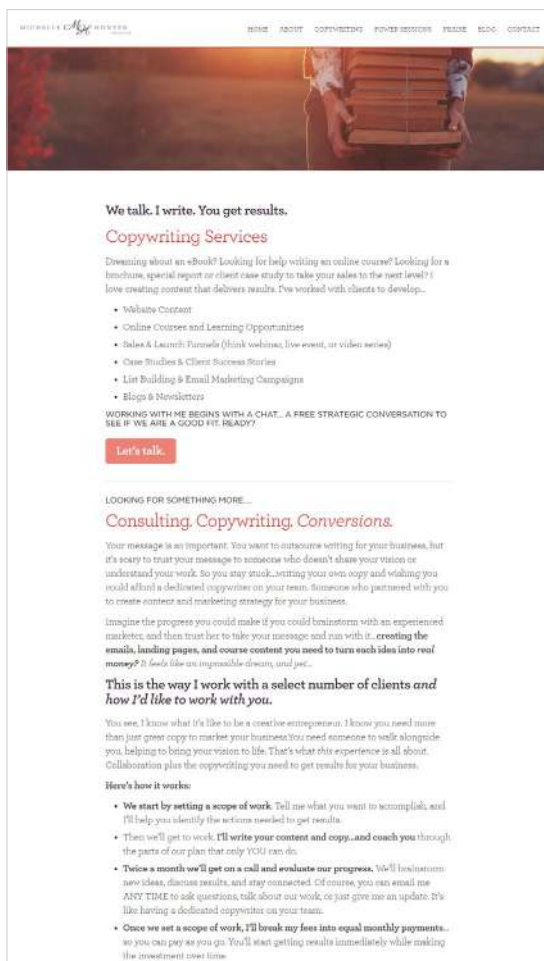 MICHELLE MH HUNTER
HOME ABOUT COPYWRITING POWER SESSIONS PRAISE BLOG CONTACT
We talk. I write. You get results.
Copywriting Services
Dreaming about an eBook? Looking for help writing an online course? Looking for a
brochure, special report or client case study to take your sales to the next level? I
love creating content that delivers results. I've worked with clients to develop...
• Website Content
• Online Courses and Learning Opportunities
• Sales & Launch Funnels (think webinar, live event, or video series)
• Case Studies & Client Success Stories
• List Building & Email Marketing Campaigns
• Blogs & Newsletters
WORKING WITH ME BEGINS WITH A CHAT... A FREE STRATEGIC CONVERSATION TO
SEE IF WE ARE A GOOD FIT. READY?
Let's talk.
LOOKING FOR SOMETHING MORE...
Consulting. Copywriting. Conversions.
Your message is so important. You want to outsource writing for your business, but
it's scary to trust your message to someone who doesn't share your vision or
understand your work. So you stay stuck...writing your own copy and wishing you
could afford a dedicated copywriter on your team. Someone who partnered with you
to create content and marketing strategy for your business.
Imagine the progress you could make if you could brainstorm with an experienced
marketer, and then trust her to take your message and run with it...creating the
emails, landing pages, and course content you need to turn each idea into real
money? It feels like an impossible dream, and yet...
This is the way I work with a select number of clients and
how I'd like to work with you.
You see, I know what it's like to be a creative entrepreneur. I know you need more
than just great copy to market your business.You need someone to walk alongside
you, helping to bring your vision to life. That's what this experience is all about.
Collaboration plus the copywriting you need to get results for your business.
Here's how it works:
• We start by setting a scope of work. Tell me what you want to accomplish, and
I'll help you identify the actions needed to get results.
• Then we'll get to work. I'll write your content and copy...and coach you through
the parts of our plan that only YOU can do.
• Twice a month we'll get on a call and evaluate our progress. We'll brainstorm
new ideas, discuss results, and stay connected. Of course, you can email me
ANY TIME to ask questions, talk about our work, or just give me an update. It's
like having a dedicated copywriter on your team.
• Once we set a scope of work, I'll break my fees into equal monthly payments...
so you can pay as you go. You'll start getting results immediately while making
the investment over time.